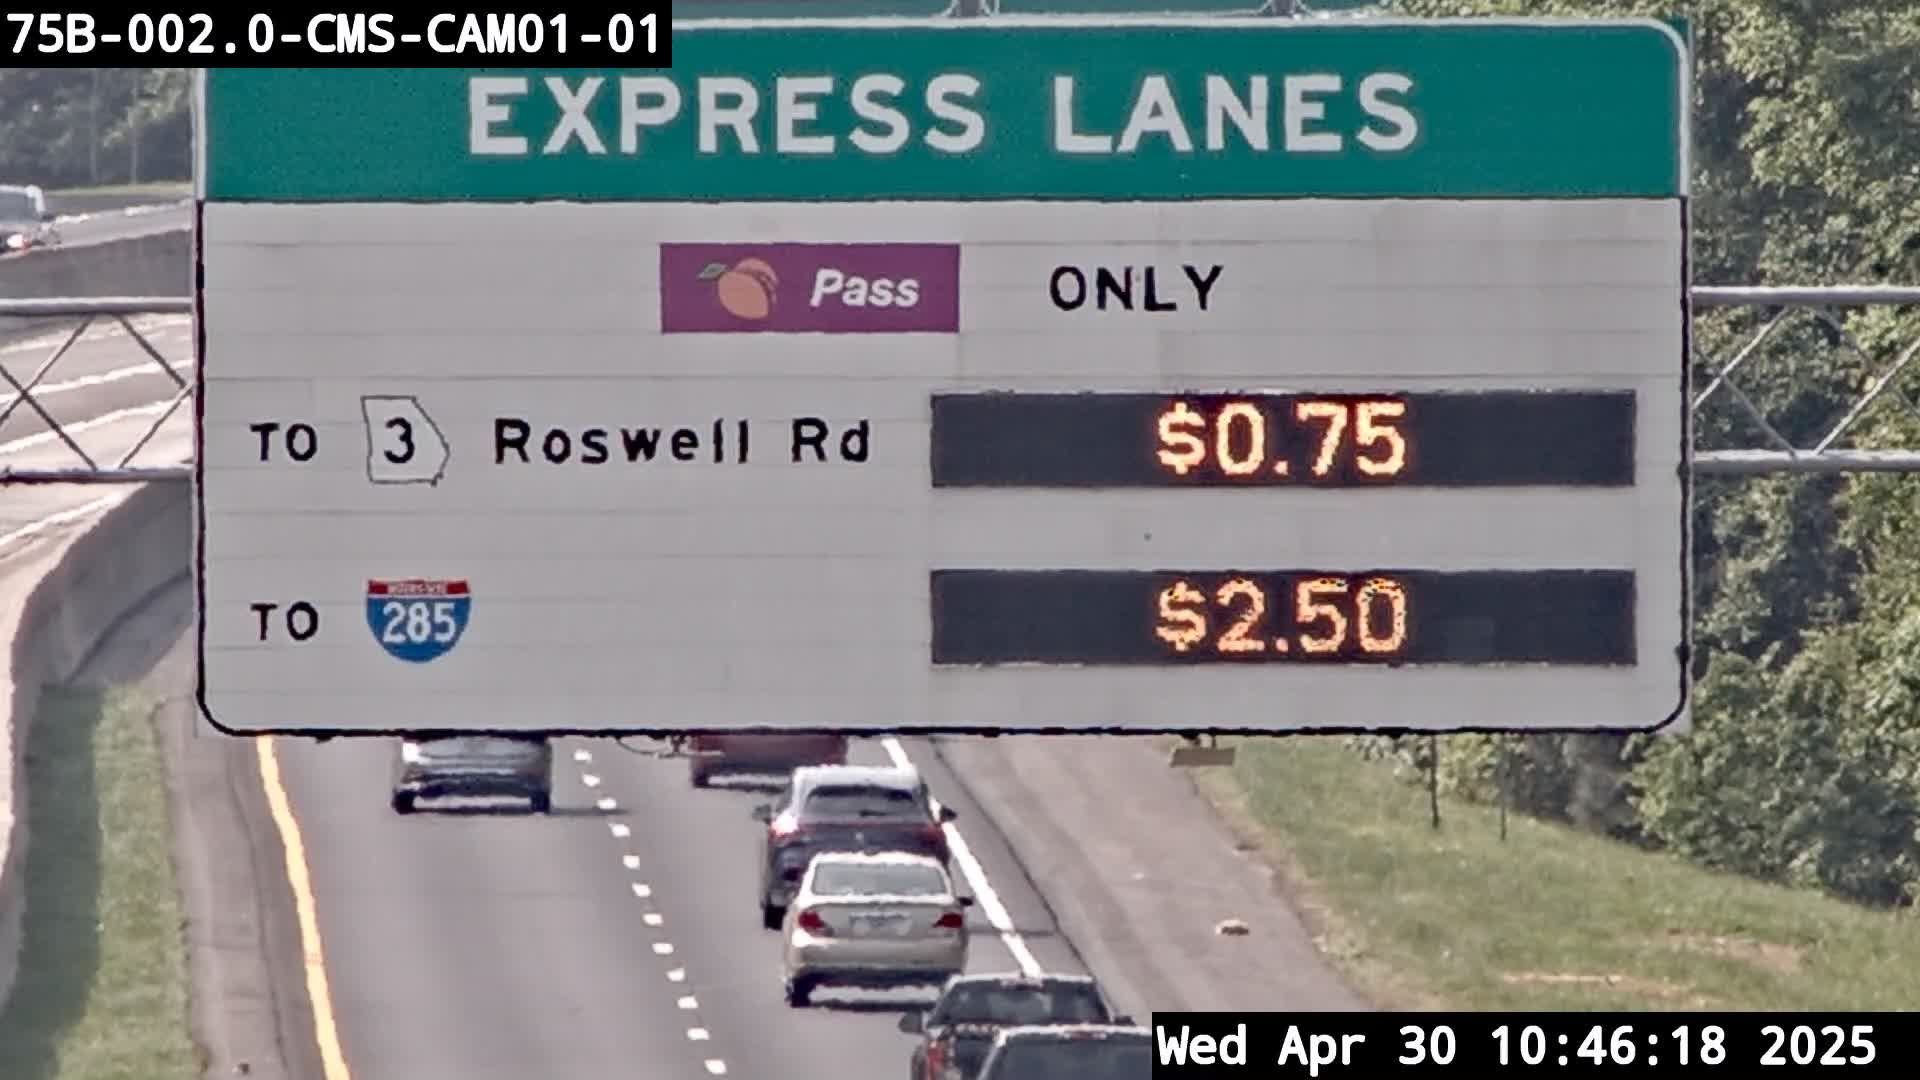 75B-002.0-CMS-CAM01-01
EXPRESS LANES
Pass ONLY
TO 3 Roswell Rd $0.75
TO 285 $2.50
Wed Apr 30 10:46:18 2025